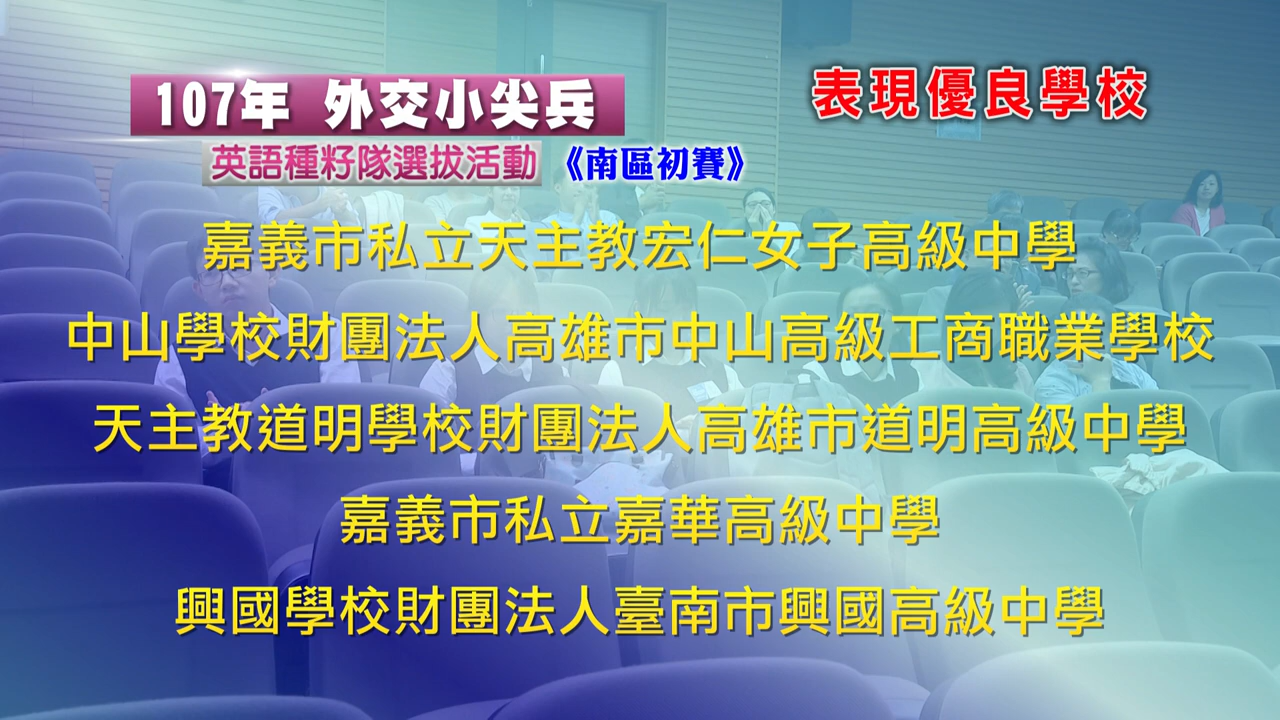 107年 外交小尖兵
英語種籽隊選拔活動 《南區初賽》
表現優良學校
嘉義市私立天主教宏仁女子高級中學
中山學校財團法人高雄市中山高級工商職業學校
天主教道明學校財團法人高雄市道明高級中學
嘉義市私立嘉華高級中學
興國學校財團法人臺南市興國高級中學